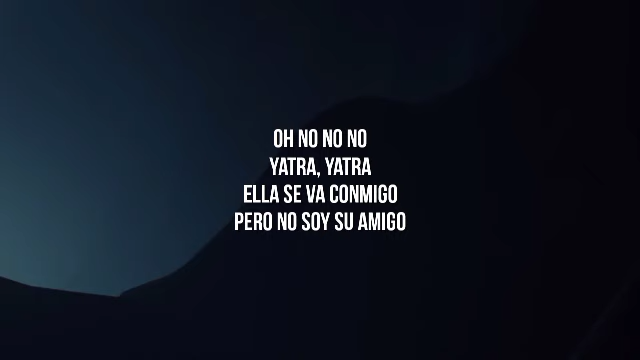 OH NO NO NO
YATRA, YATRA
ELLA SE VA CONMIGO
PERO NO SOY SU AMIGO